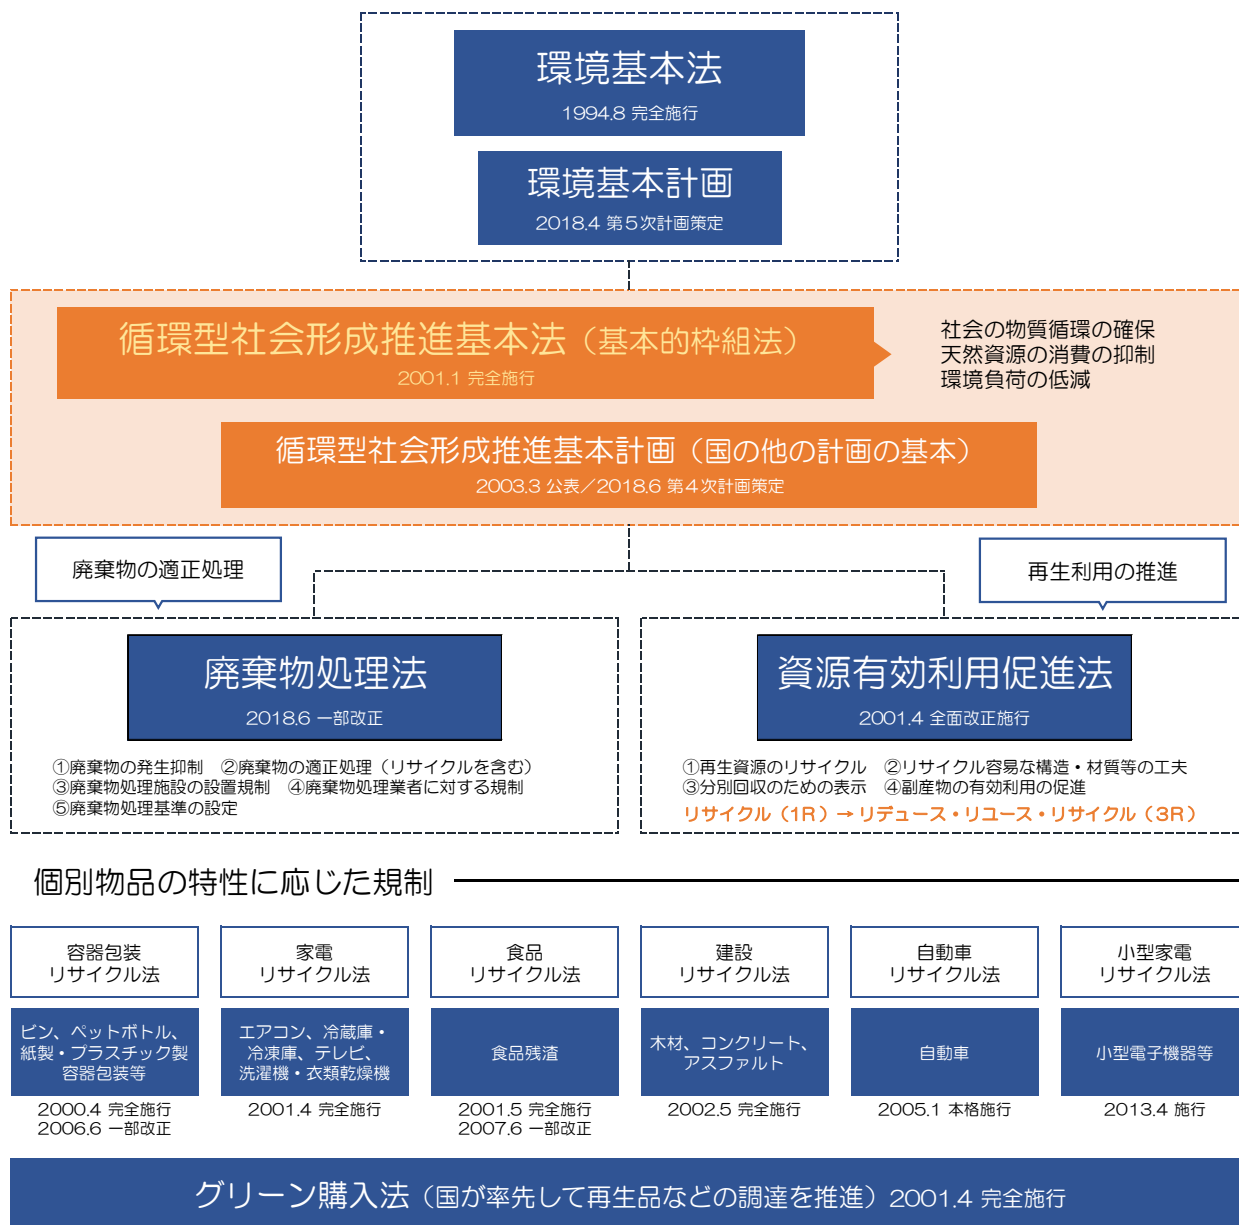 環境基本法
1994.8 完全施行
環境基本計画
2018.4 第5次計画策定
循環型社会形成推進基本法（基本的枠組法）
2001.1 完全施行
社会の物質循環の確保
天然資源の消費の抑制
環境負荷の低減
循環型社会形成推進基本計画（国の他の計画の基本）
2003.3 公表／2018.6 第4次計画策定
廃棄物の適正処理
再生利用の推進
廃棄物処理法
2018.6 一部改正
①廃棄物の発生抑制 ②廃棄物の適正処理（リサイクルを含む）
③廃棄物処理施設の設置規制 ④廃棄物処理業者に対する規制
⑤廃棄物処理基準の設定
資源有効利用促進法
2001.4 全面改正施行
①再生資源のリサイクル ②リサイクル容易な構造・材質等の工夫
③分別回収のための表示 ④副産物の有効利用の促進
リサイクル（1R）→リデュース・リユース・リサイクル（3R）
個別物品の特性に応じた規制
容器包装
リサイクル法
ビン、ペットボトル、
紙製・プラスチック製
容器包装等
2000.4 完全施行
2006.6 一部改正
家電
リサイクル法
エアコン、冷蔵庫・
冷凍庫、テレビ、
洗濯機・衣類乾燥機
2001.4 完全施行
食品
リサイクル法
食品残渣
2001.5 完全施行
2007.6 一部改正
建設
リサイクル法
木材、コンクリート、
アスファルト
2002.5 完全施行
自動車
リサイクル法
自動車
2005.1 本格施行
小型家電
リサイクル法
小型電子機器等
2013.4 施行
グリーン購入法（国が率先して再生品などの調達を推進）2001.4 完全施行